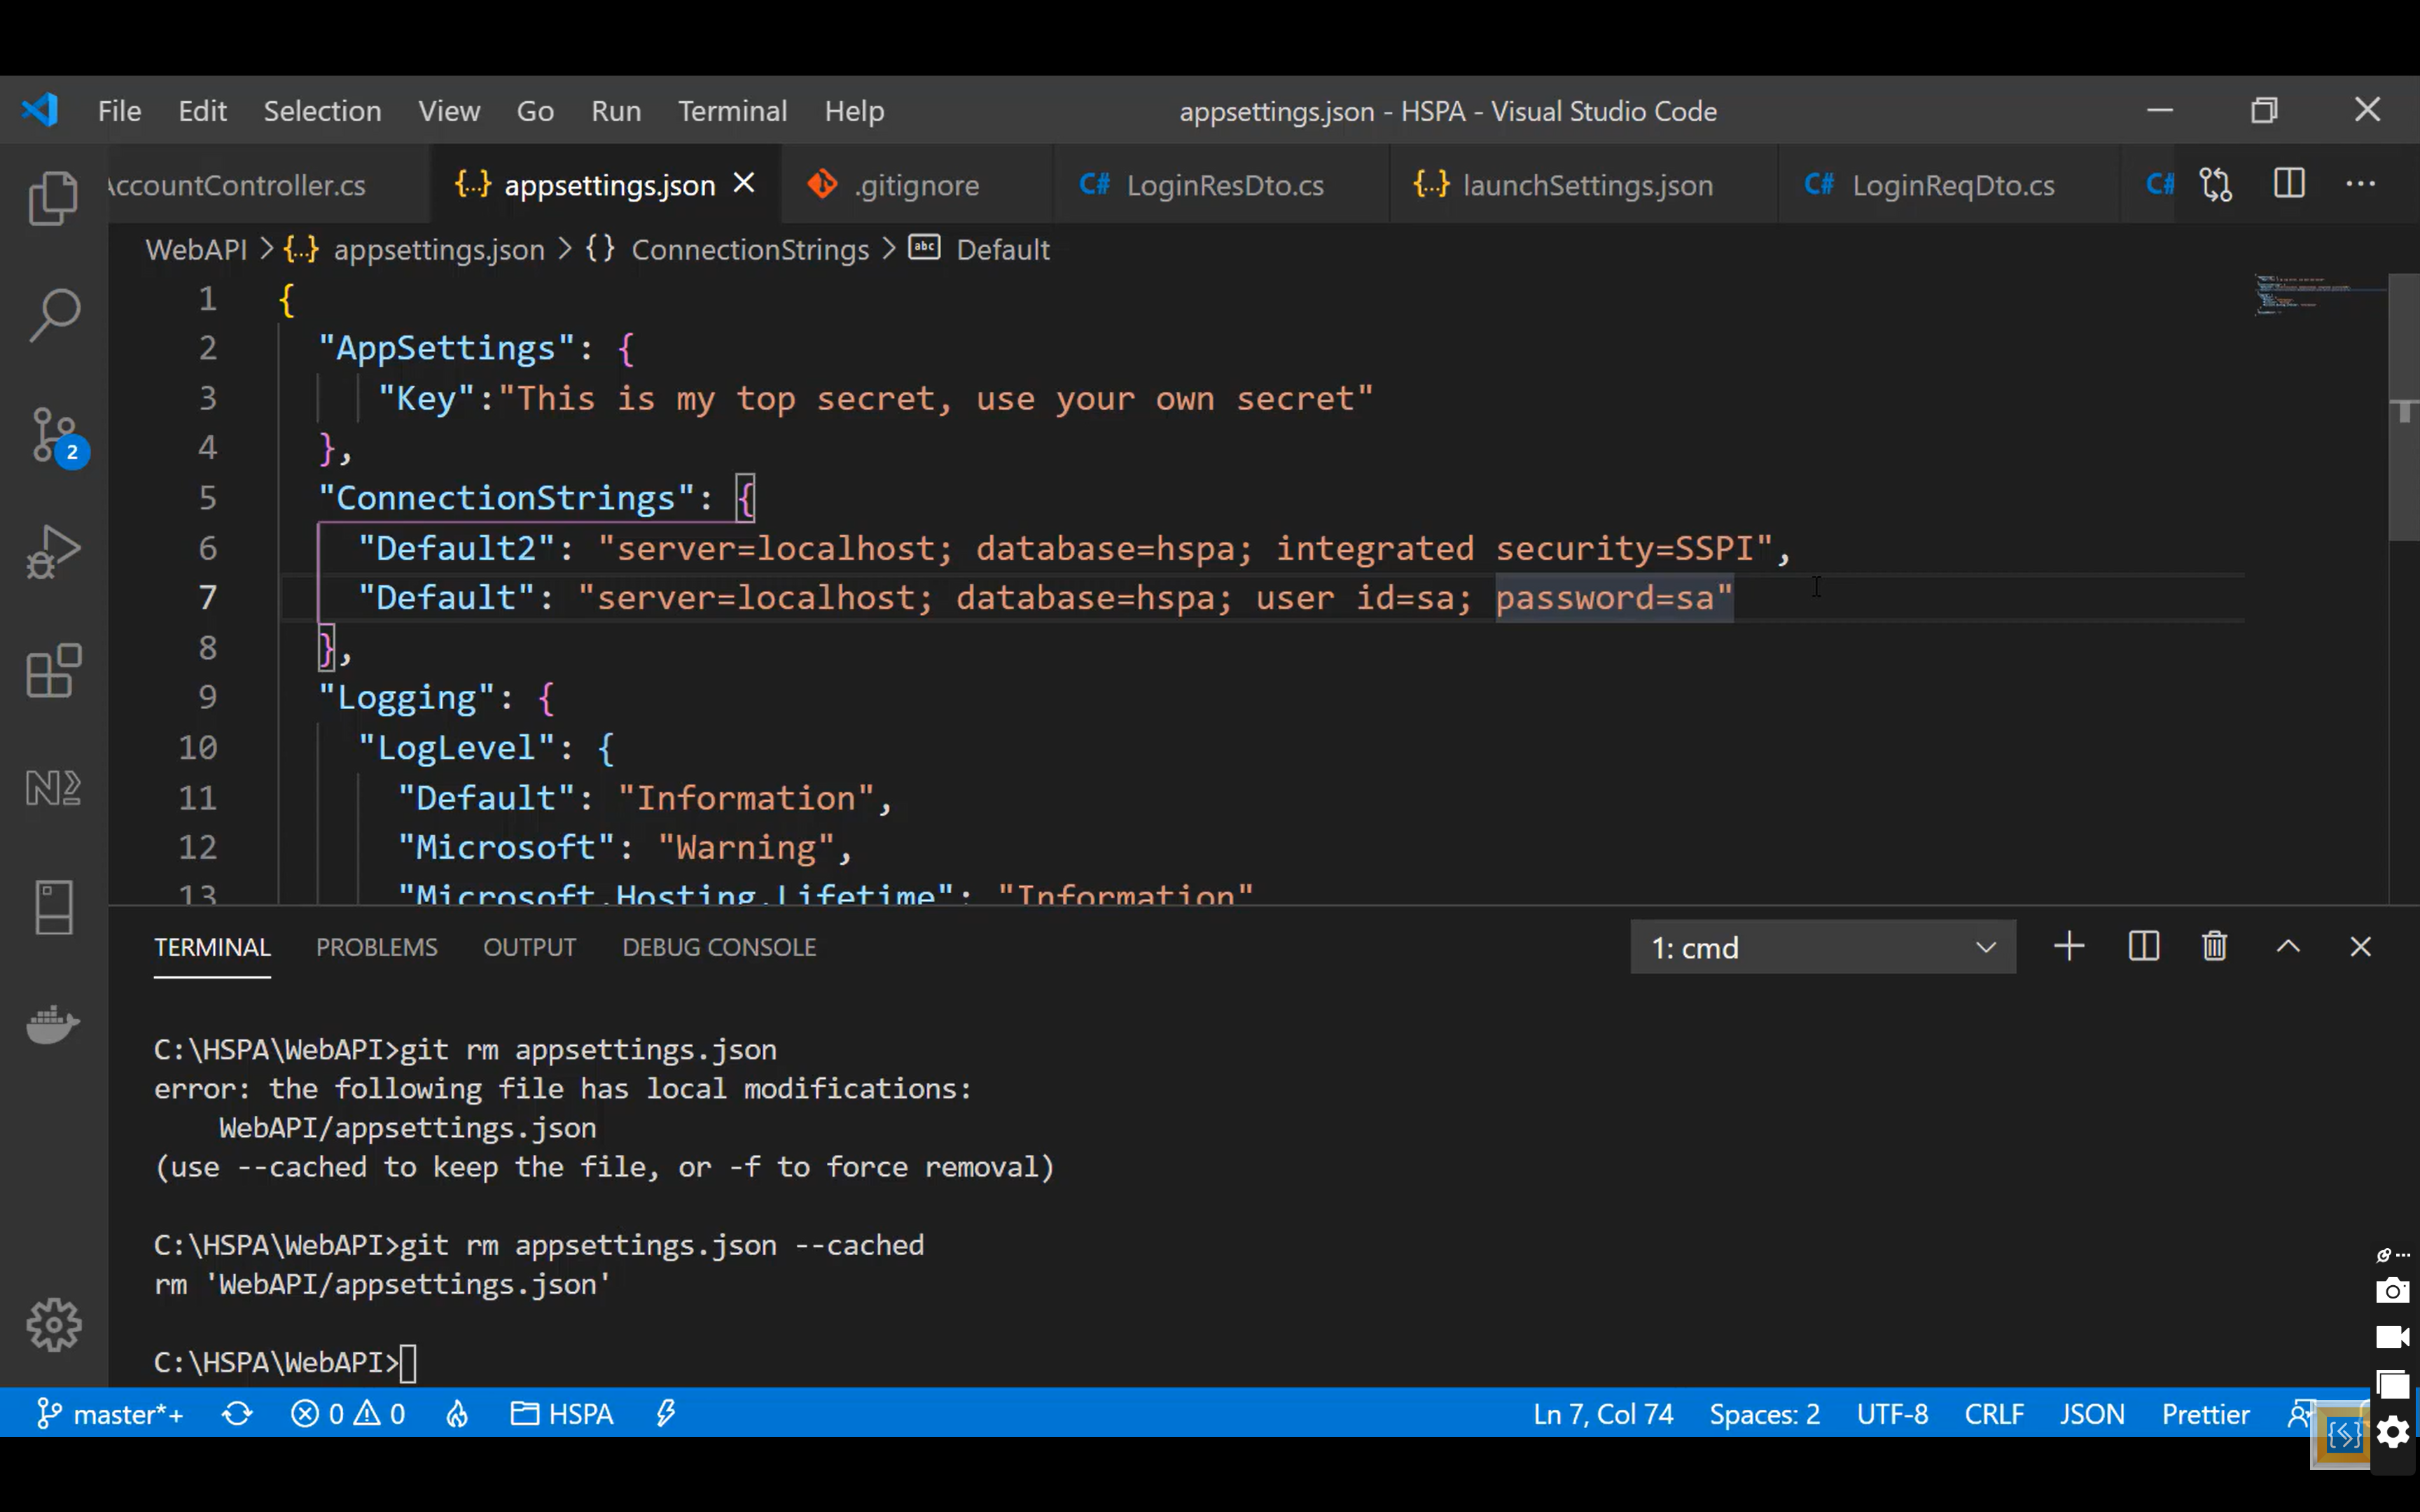 File Edit Selection View Go Run Terminal Help appsettings.json - HSPA - Visual Studio Code
AccountController.cs {..} appsettings.json .gitignore C# LoginResDto.cs {..} launchSettings.json C# LoginReqDto.cs C#
WebAPI > {..} appsettings.json > {} ConnectionStrings > abc Default
1 {
2 "AppSettings": {
3 "Key":"This is my top secret, use your own secret"
4 },
5 "ConnectionStrings": {
6 "Default2": "server=localhost; database=hspa; integrated security=SSPI",
7 "Default": "server=localhost; database=hspa; user id=sa; password=sa"
8 },
9 "Logging": {
10 "LogLevel": {
11 "Default": "Information",
12 "Microsoft": "Warning",
13 "Microsoft.Hosting.Lifetime": "Information"
2
TERMINAL PROBLEMS OUTPUT DEBUG CONSOLE 1: cmd
C:\HSPA\WebAPI>git rm appsettings.json
error: the following file has local modifications:
WebAPI/appsettings.json
(use --cached to keep the file, or -f to force removal)
C:\HSPA\WebAPI>git rm appsettings.json --cached
rm 'WebAPI/appsettings.json'
C:\HSPA\WebAPI>
master*+ 0 0 HSPA Ln 7, Col 74 Spaces: 2 UTF-8 CRLF JSON Prettier